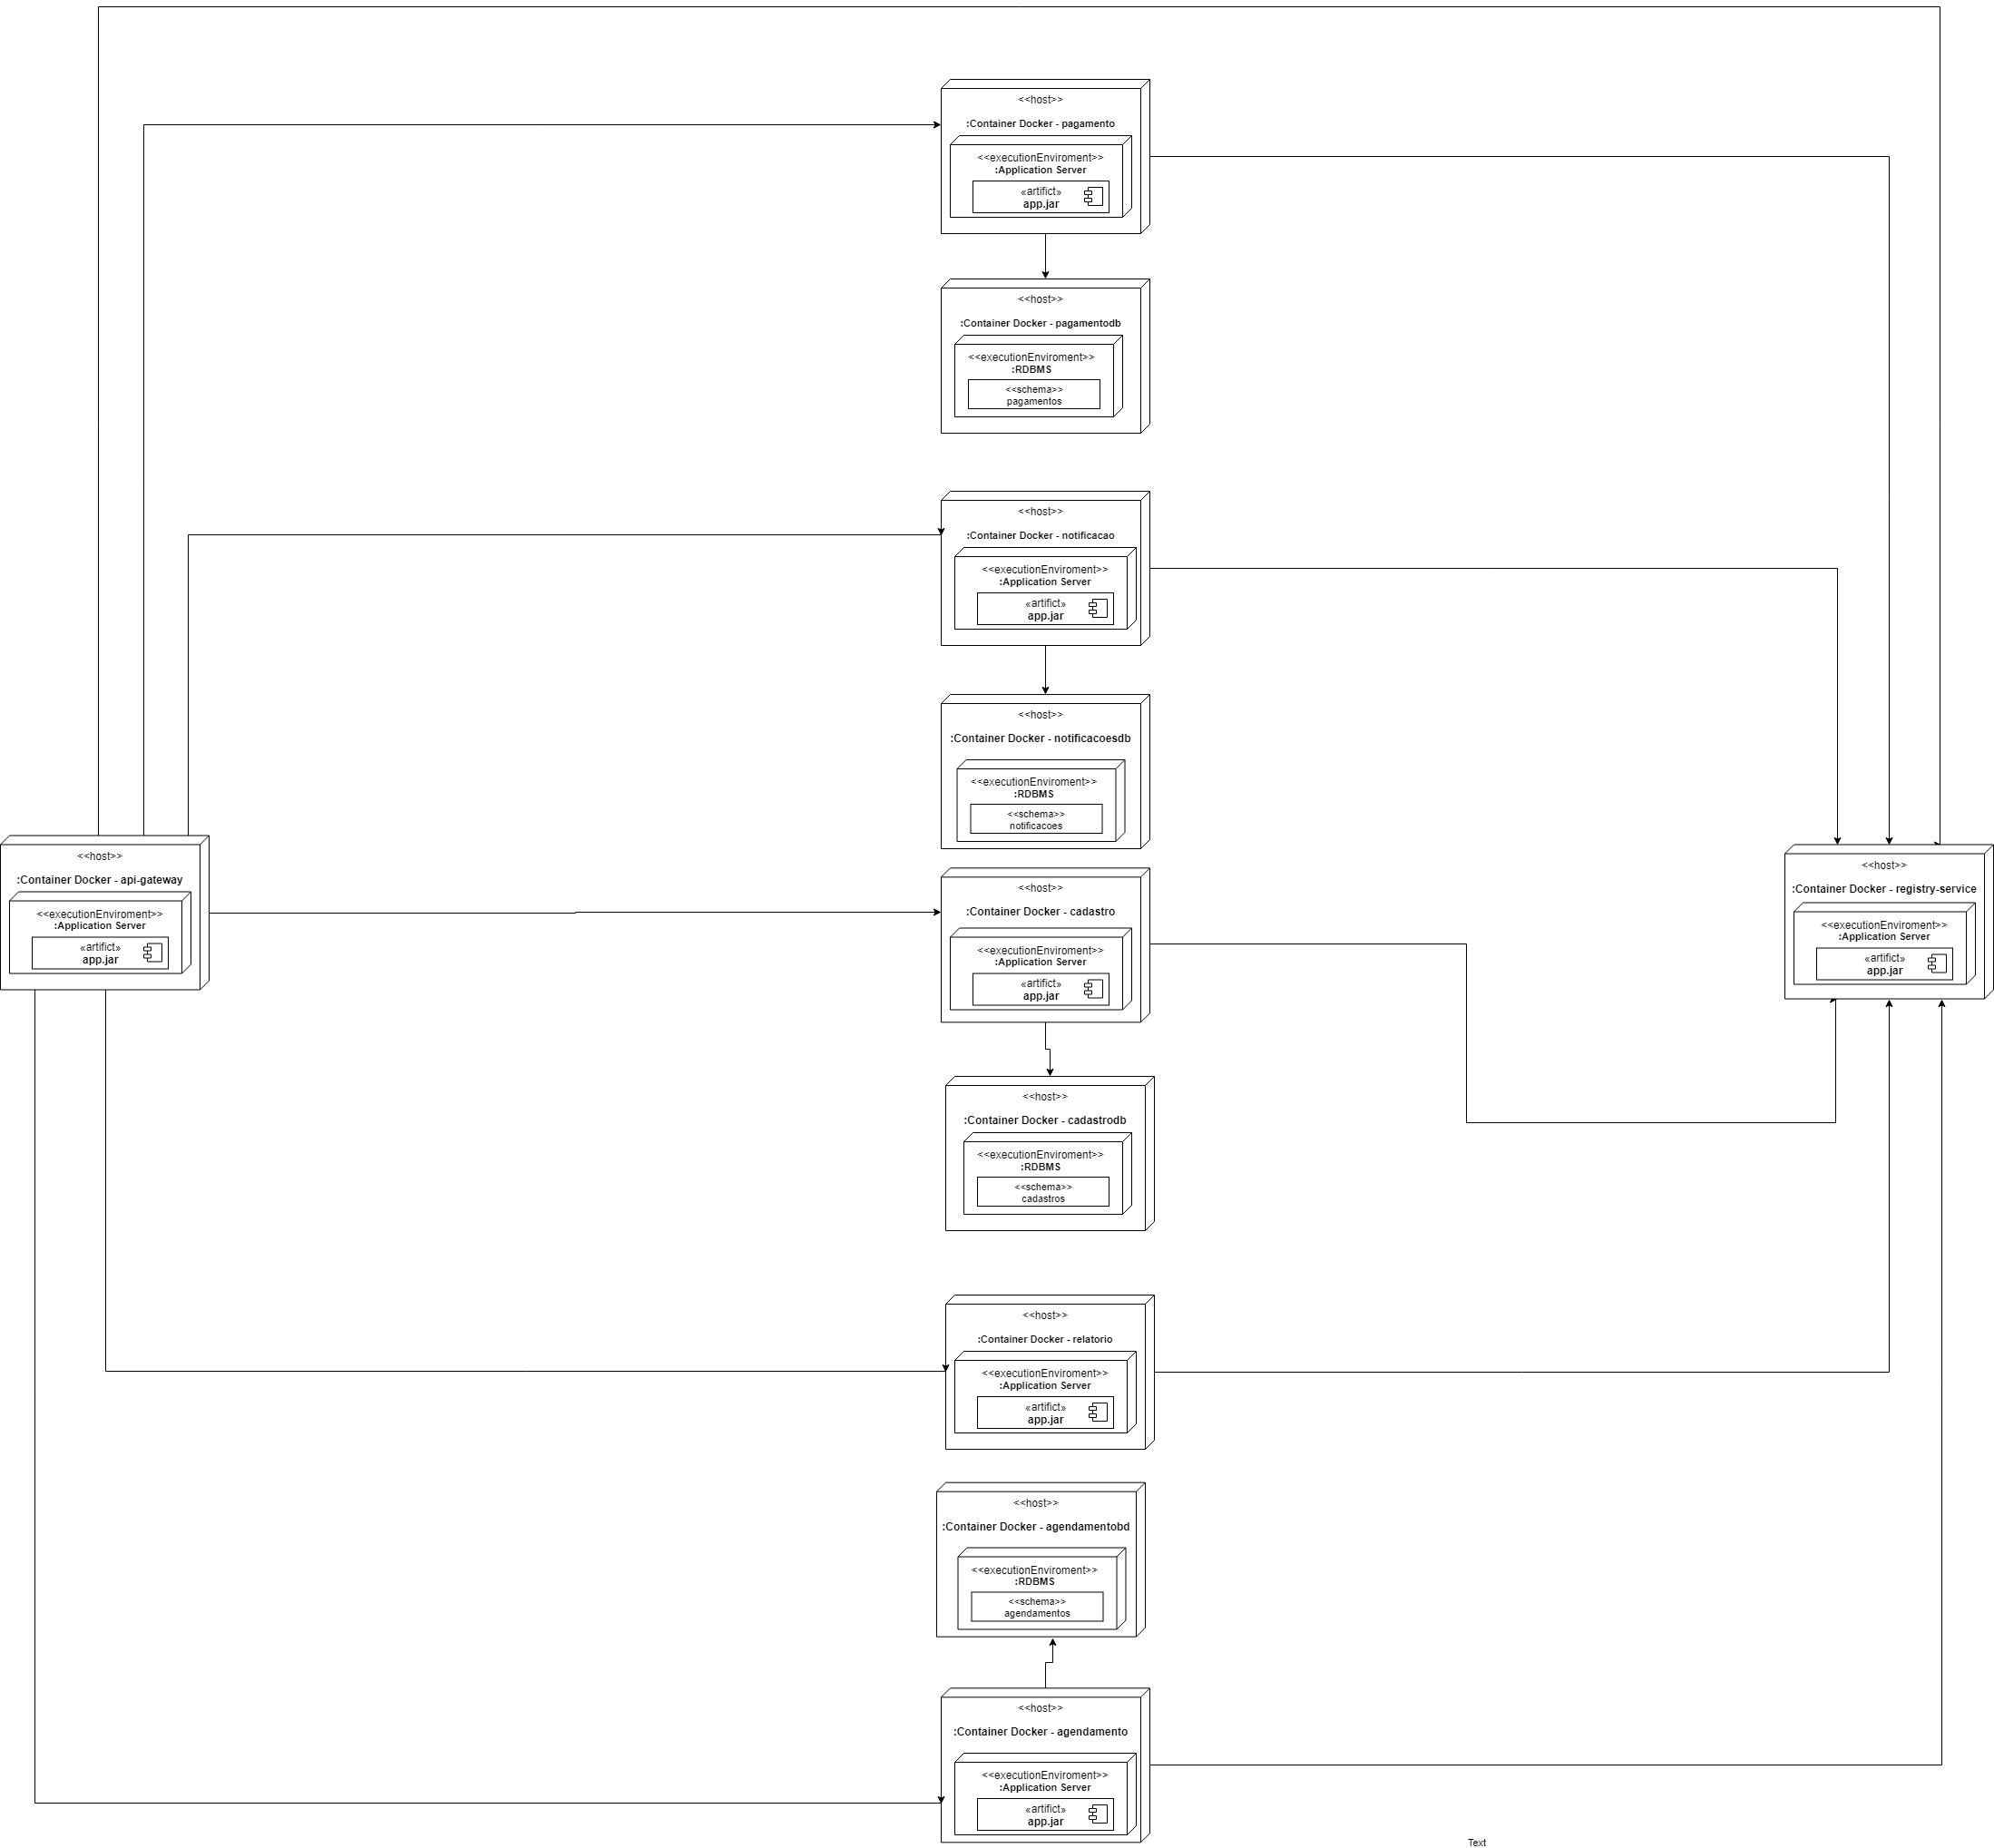 <<host>>
:Container Docker - pagamento
<<executionEnviroment>>
:Application Server
«artifict»
app.jar
<<host>>
:Container Docker - pagamentodb
<<executionEnviroment>>
:RDBMS
<<schema>>
pagamentos
<<host>>
:Container Docker - notificacao
<<executionEnviroment>>
:Application Server
«artifict»
app.jar
<<host>>
:Container Docker - notificacoesdb
<<executionEnviroment>>
:RDBMS
<<schema>>
notificacoes
<<host>>
:Container Docker - api-gateway
<<executionEnviroment>>
:Application Server
«artifict»
app.jar
<<host>>
:Container Docker - cadastro
<<executionEnviroment>>
:Application Server
«artifict»
app.jar
<<host>>
:Container Docker - registry-service
<<executionEnviroment>>
:Application Server
«artifict»
app.jar
<<host>>
:Container Docker - cadastrodb
<<executionEnviroment>>
:RDBMS
<<schema>>
cadastros
<<host>>
:Container Docker - relatorio
<<executionEnviroment>>
:Application Server
«artifict»
app.jar
<<host>>
:Container Docker - agendamentobd
<<executionEnviroment>>
:RDBMS
<<schema>>
agendamentos
<<host>>
:Container Docker - agendamento
<<executionEnviroment>>
:Application Server
«artifict»
app.jar
Text